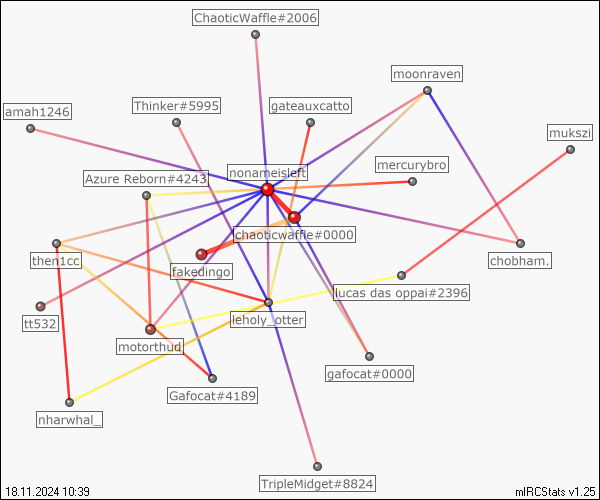 ChaoticWaffle#2006
moonraven
amah1246
Thinker#5995
gateauxcatto
mukszi
nonameisleft
mercurybro
Azure Reborn#4243
chaoticwaffle#0000
then1cc
fakedingo
chobham.
lucas das oppai#2396
tt532
leholy_otter
motorthud
gafocat#0000
Gafocat#4189
nharwhal_
TripleMidget#8824
18.11.2024 10:39
mIRCStats v1.25